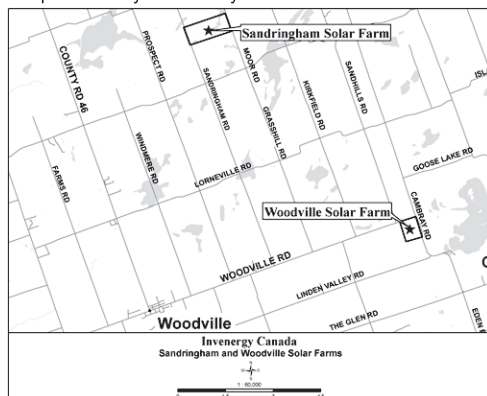 Sandringham Solar Farm
COUNTY RD 46
PROSPECT RD
SANDRINGHAM RD
MOOR RD
GRASSHILL RD
KIRKFIELD RD
SANDHILLS RD
FARMS RD
WINDMERE RD
LORNEVILLE RD
GOOSE LAKE RD
CAMBRAY RD
Woodville Solar Farm
WOODVILLE RD
LINDEN VALLEY RD
THE GLEN RD
Woodville
Invenergy Canada
Sandringham and Woodville Solar Farms
N
W E
S
1 : 60,000